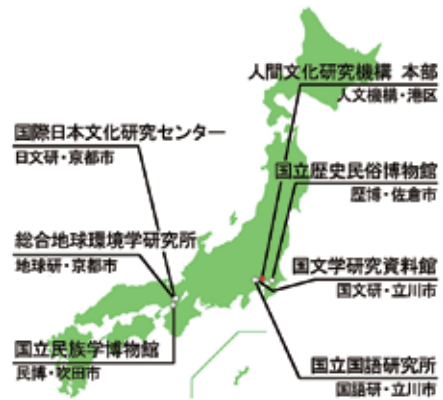 人間文化研究機構 本部
人文機構・港区
国際日本文化研究センター
日文研・京都市
国立歴史民俗博物館
歴博・佐倉市
総合地球環境学研究所
地球研・京都市
国文学研究資料館
国文研・立川市
国立民族学博物館
民博・吹田市
国立国語研究所
国語研・立川市